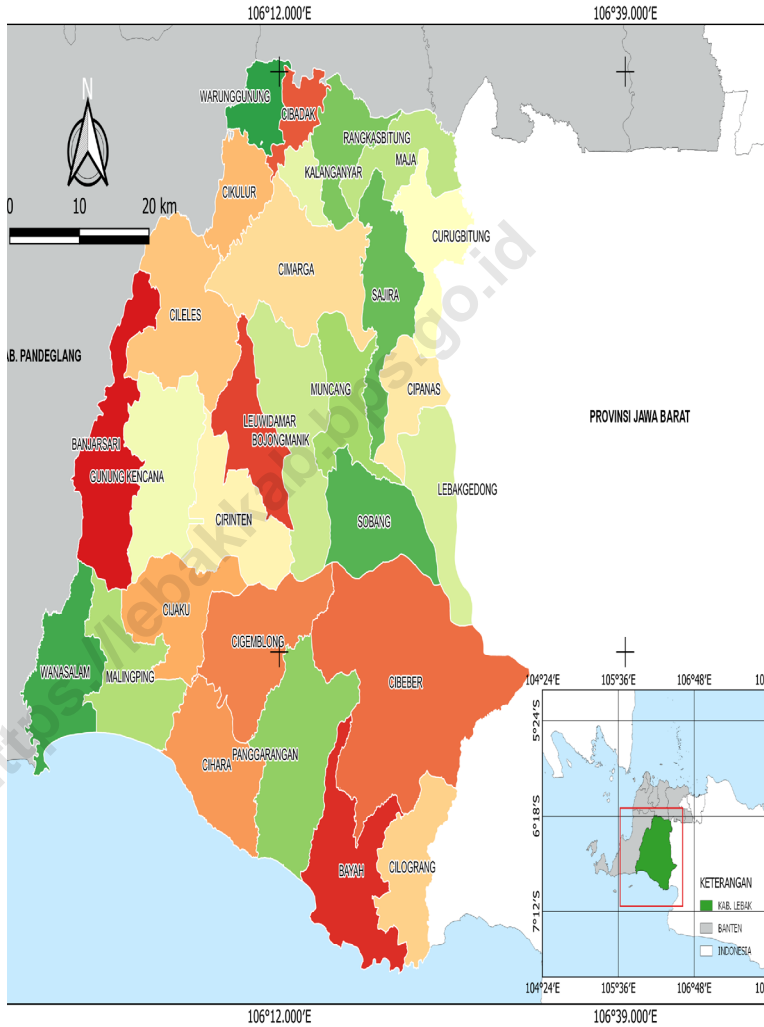 106°12.000'E
106°39.000'E
N
WARUNGGUNUNG
CIBADAK
RANGKASBITUNG
MAJA
KALANGANYAR
CIKULUR
0 10 20 km
CURUGBITUNG
CIMARGA
SAJIRA
CILELES
AB. PANDEGLANG
MUNCANG
CIPANAS
PROVINSI JAWA BARAT
LEUWIDAMAR
BOJONGMANIK
BANJARSARI
GUNUNG KENCANA
LEBAKGEDONG
CIRINTEN
SOBANG
CIJAKU
CIGEMBLONG
WANASALAM
MALINGPING
CIBEBER
PANGGARANGAN
CIHARA
BAYAH
CILOGRANG
104°24'E
105°36'E
106°48'E
10
5°24'S
6°18'S
7°12'S
KETERANGAN
KAB. LEBAK
BANTEN
INDONESIA
104°24'E
105°36'E
106°48'E
10
106°12.000'E
106°39.000'E
https://lebakkab.bps.go.id